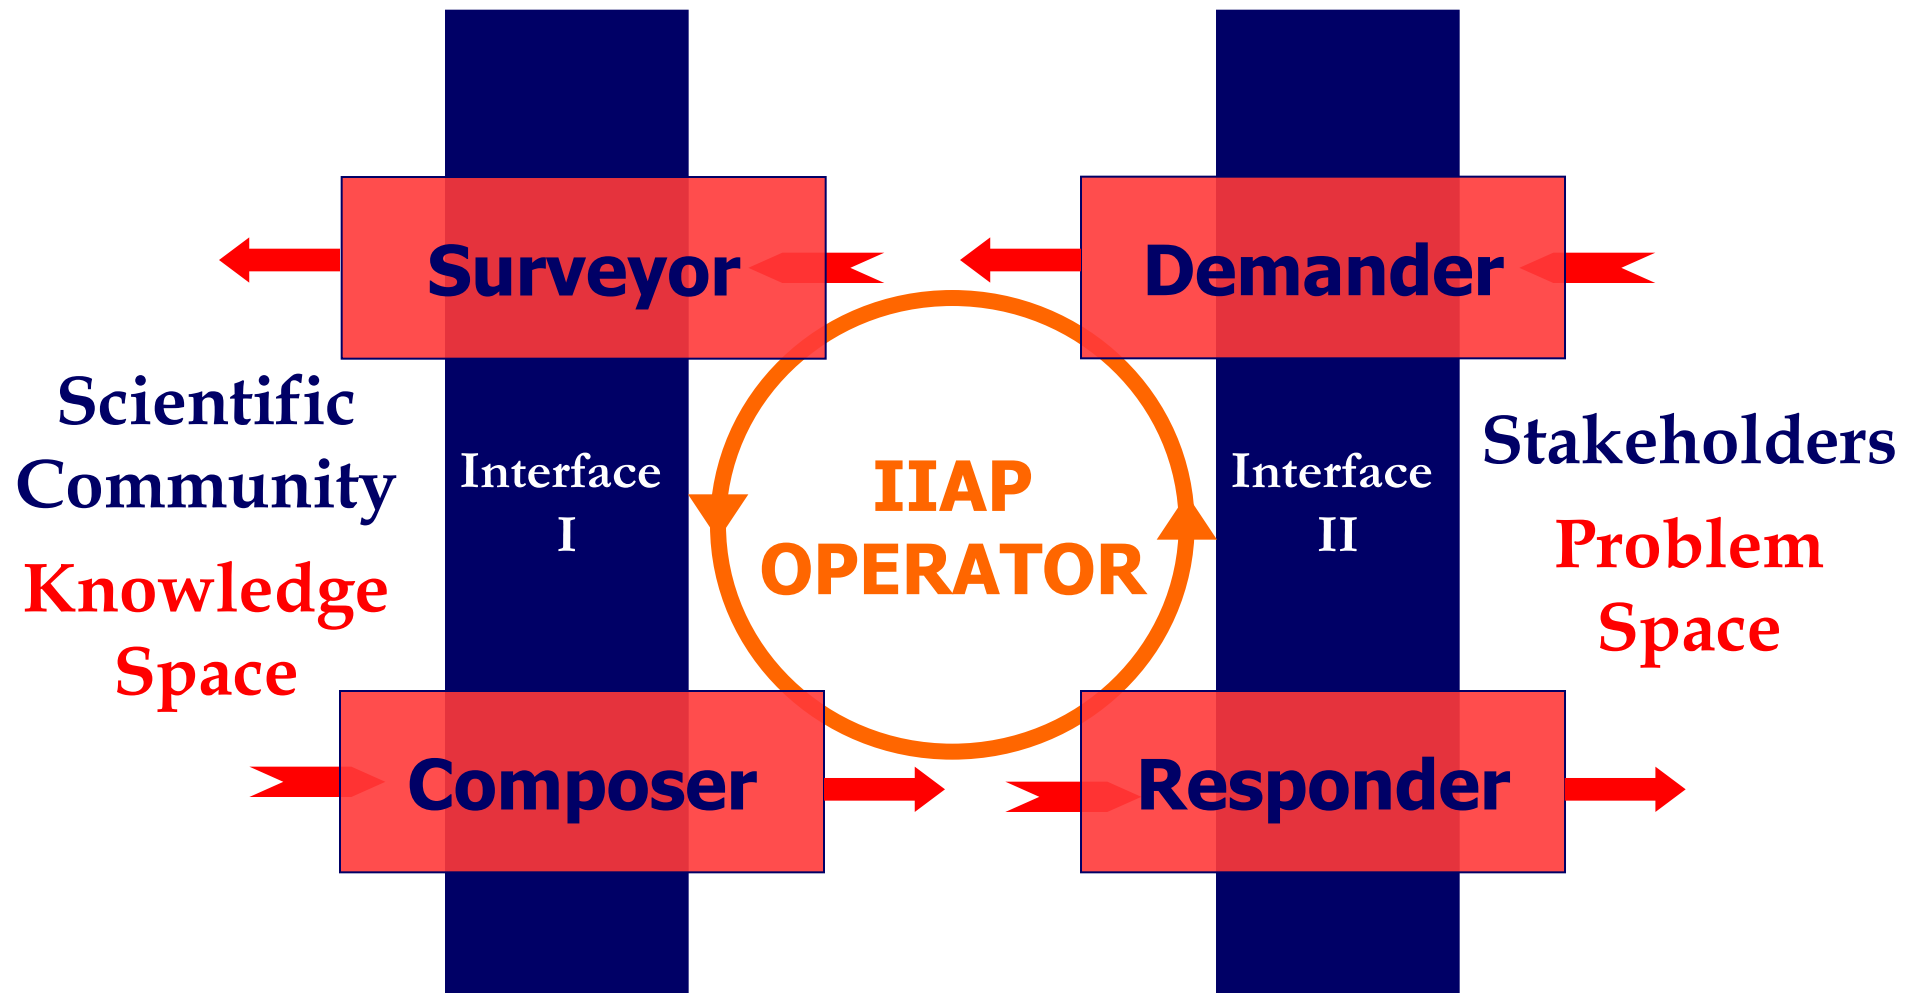 Surveyor
Demander
Scientific
Community
Knowledge
Space
Interface
I
IIAP
OPERATOR
Interface
II
Stakeholders
Problem
Space
Composer
Responder